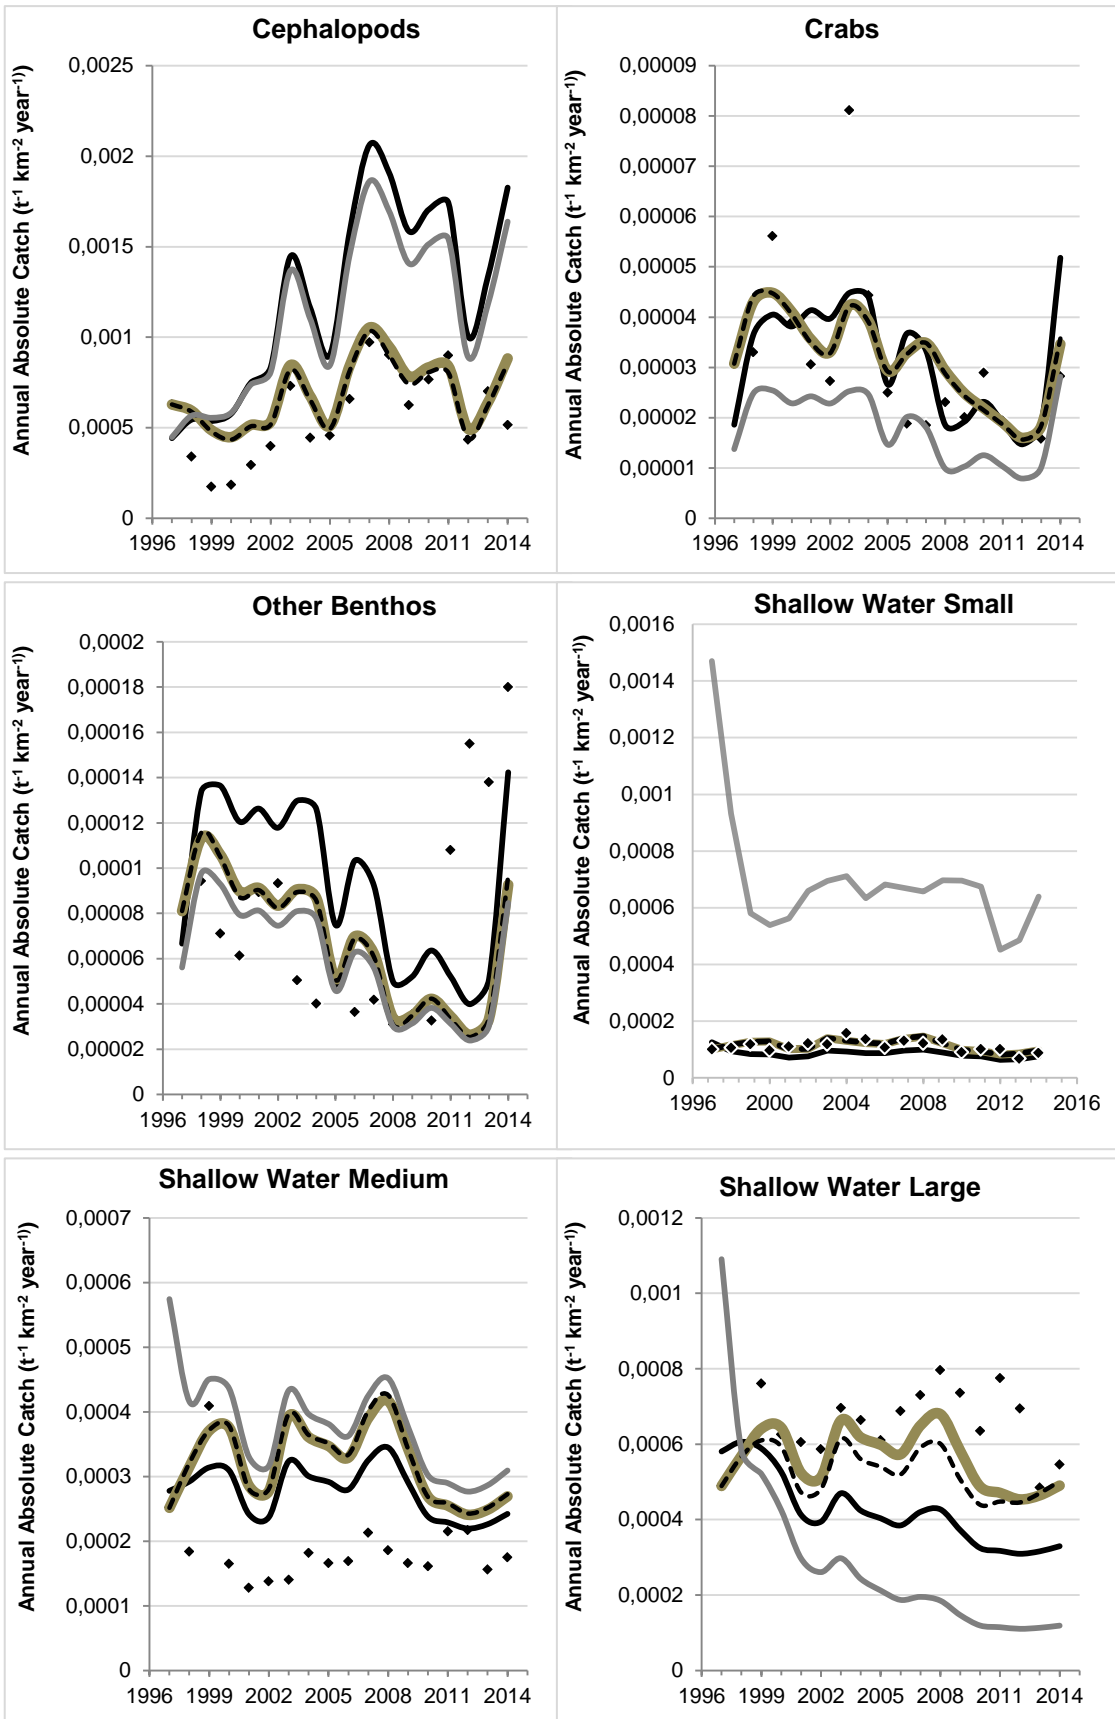 Cephalopods
Annual Absolute Catch (t-1 km-2 year-1))
0,0025
0,002
0,0015
0,001
0,0005
0
1996 1999 2002 2005 2008 2011 2014
Crabs
Annual Absolute Catch (t-1 km-2 year-1))
0,00009
0,00008
0,00007
0,00006
0,00005
0,00004
0,00003
0,00002
0,00001
0
1996 1999 2002 2005 2008 2011 2014
Other Benthos
Annual Absolute Catch (t-1 km-2 year-1))
0,0002
0,00018
0,00016
0,00014
0,00012
0,0001
0,00008
0,00006
0,00004
0,00002
0
1996 1999 2002 2005 2008 2011 2014
Shallow Water Small
Annual Absolute Catch (t-1 km-2 year-1))
0,0016
0,0014
0,0012
0,001
0,0008
0,0006
0,0004
0,0002
0
1996 2000 2004 2008 2012 2016
Shallow Water Medium
Annual Absolute Catch (t-1 km-2 year-1))
0,0007
0,0006
0,0005
0,0004
0,0003
0,0002
0,0001
0
1996 1999 2002 2005 2008 2011 2014
Shallow Water Large
Annual Absolute Catch (t-1 km-2 year-1))
0,0012
0,001
0,0008
0,0006
0,0004
0,0002
0
1996 1999 2002 2005 2008 2011 2014